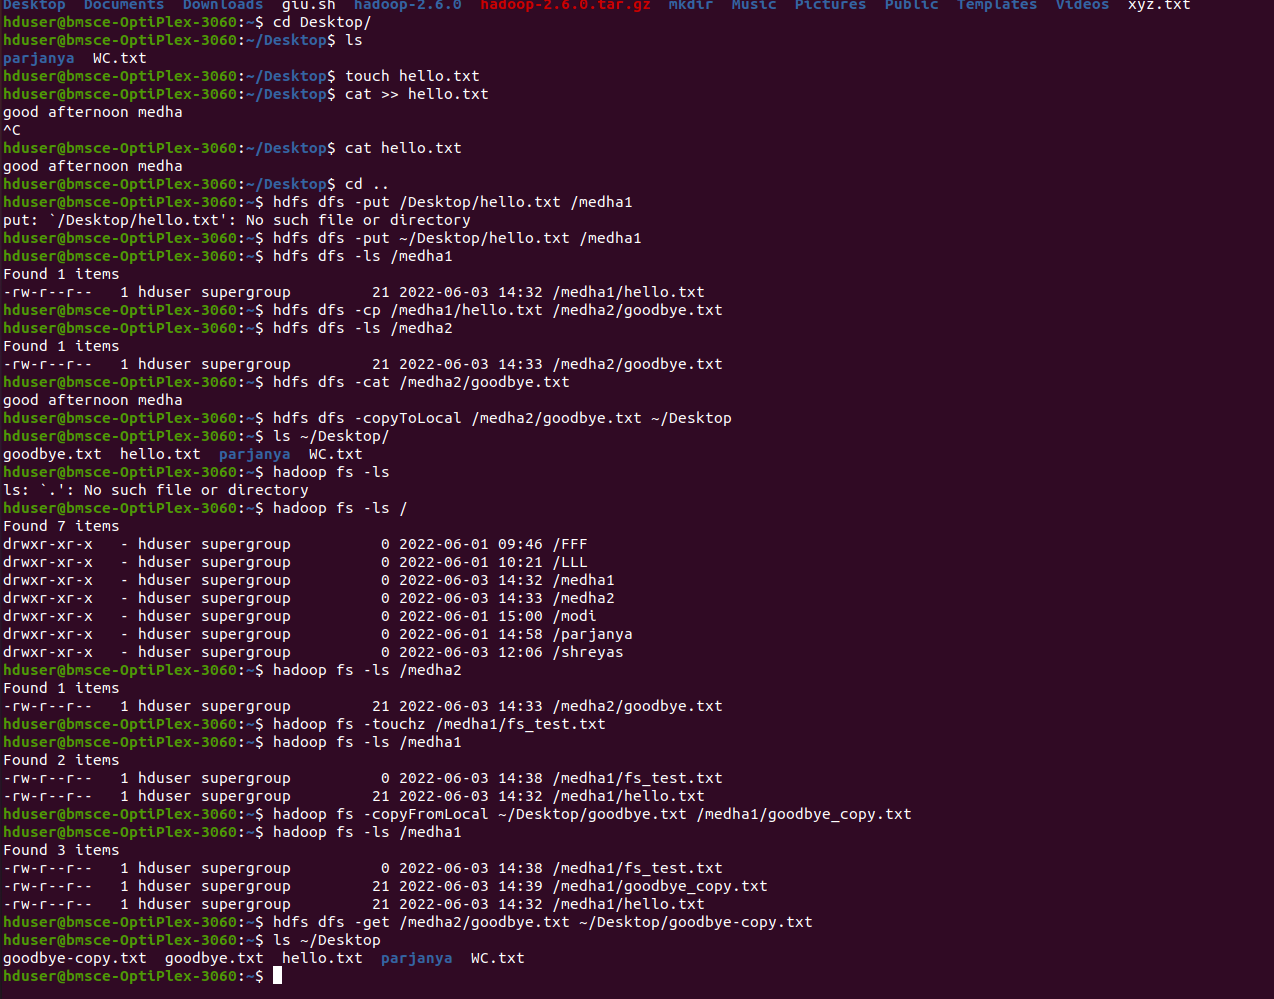 Desktop  Documents  Downloads  glu.sh  hadoop-2.6.0  hadoop-2.6.0.tar.gz  mkdir  Music  Pictures  Public  Templates  Videos  xyz.txt
hduser@bmsce-OptiPlex-3060:~$ cd Desktop/
hduser@bmsce-OptiPlex-3060:~/Desktop$ ls
parjanya  WC.txt
hduser@bmsce-OptiPlex-3060:~/Desktop$ touch hello.txt
hduser@bmsce-OptiPlex-3060:~/Desktop$ cat >> hello.txt
good afternoon medha
^C
hduser@bmsce-OptiPlex-3060:~/Desktop$ cat hello.txt
good afternoon medha
hduser@bmsce-OptiPlex-3060:~/Desktop$ cd ..
hduser@bmsce-OptiPlex-3060:~$ hdfs dfs -put /Desktop/hello.txt /medha1
put: `/Desktop/hello.txt': No such file or directory
hduser@bmsce-OptiPlex-3060:~$ hdfs dfs -put ~/Desktop/hello.txt /medha1
hduser@bmsce-OptiPlex-3060:~$ hdfs dfs -ls /medha1
Found 1 items
-rw-r--r--   1 hduser supergroup         21 2022-06-03 14:32 /medha1/hello.txt
hduser@bmsce-OptiPlex-3060:~$ hdfs dfs -cp /medha1/hello.txt /medha2/goodbye.txt
hduser@bmsce-OptiPlex-3060:~$ hdfs dfs -ls /medha2
Found 1 items
-rw-r--r--   1 hduser supergroup         21 2022-06-03 14:33 /medha2/goodbye.txt
hduser@bmsce-OptiPlex-3060:~$ hdfs dfs -cat /medha2/goodbye.txt
good afternoon medha
hduser@bmsce-OptiPlex-3060:~$ hdfs dfs -copyToLocal /medha2/goodbye.txt ~/Desktop
hduser@bmsce-OptiPlex-3060:~$ ls ~/Desktop/
goodbye.txt  hello.txt  parjanya  WC.txt
hduser@bmsce-OptiPlex-3060:~$ hadoop fs -ls
ls: `.': No such file or directory
hduser@bmsce-OptiPlex-3060:~$ hadoop fs -ls /
Found 7 items
drwxr-xr-x   - hduser supergroup          0 2022-06-01 09:46 /FFF
drwxr-xr-x   - hduser supergroup          0 2022-06-01 10:21 /LLL
drwxr-xr-x   - hduser supergroup          0 2022-06-03 14:32 /medha1
drwxr-xr-x   - hduser supergroup          0 2022-06-03 14:33 /medha2
drwxr-xr-x   - hduser supergroup          0 2022-06-01 15:00 /modi
drwxr-xr-x   - hduser supergroup          0 2022-06-01 14:58 /parjanya
drwxr-xr-x   - hduser supergroup          0 2022-06-03 12:06 /shreyas
hduser@bmsce-OptiPlex-3060:~$ hadoop fs -ls /medha2
Found 1 items
-rw-r--r--   1 hduser supergroup         21 2022-06-03 14:33 /medha2/goodbye.txt
hduser@bmsce-OptiPlex-3060:~$ hadoop fs -touchz /medha1/fs_test.txt
hduser@bmsce-OptiPlex-3060:~$ hadoop fs -ls /medha1
Found 2 items
-rw-r--r--   1 hduser supergroup          0 2022-06-03 14:38 /medha1/fs_test.txt
-rw-r--r--   1 hduser supergroup         21 2022-06-03 14:32 /medha1/hello.txt
hduser@bmsce-OptiPlex-3060:~$ hadoop fs -copyFromLocal ~/Desktop/goodbye.txt /medha1/goodbye_copy.txt
hduser@bmsce-OptiPlex-3060:~$ hadoop fs -ls /medha1
Found 3 items
-rw-r--r--   1 hduser supergroup          0 2022-06-03 14:38 /medha1/fs_test.txt
-rw-r--r--   1 hduser supergroup         21 2022-06-03 14:39 /medha1/goodbye_copy.txt
-rw-r--r--   1 hduser supergroup         21 2022-06-03 14:32 /medha1/hello.txt
hduser@bmsce-OptiPlex-3060:~$ hdfs dfs -get /medha2/goodbye.txt ~/Desktop/goodbye-copy.txt
hduser@bmsce-OptiPlex-3060:~$ ls ~/Desktop
goodbye-copy.txt  goodbye.txt  hello.txt  parjanya  WC.txt
hduser@bmsce-OptiPlex-3060:~$